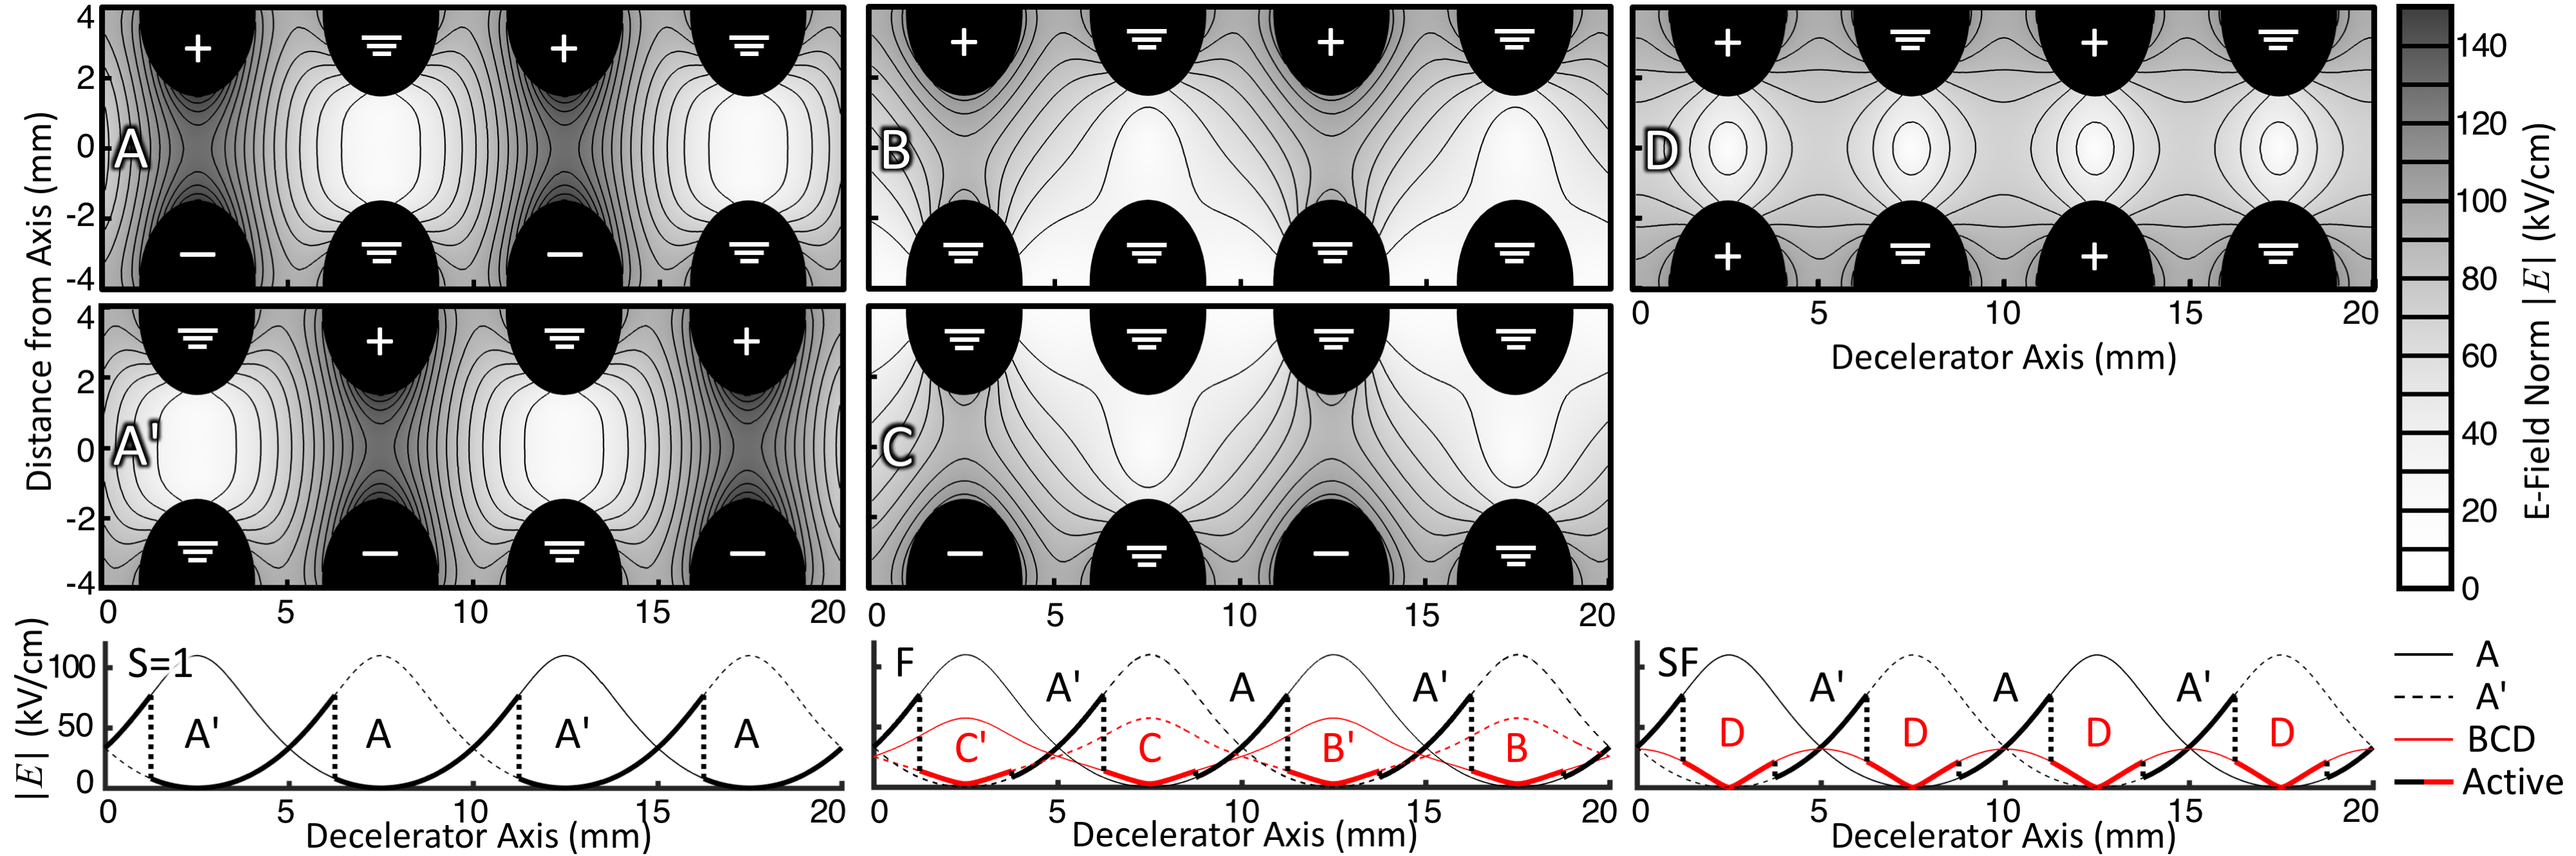 Distance from Axis (mm)
4
2
0
-2
-4
A
+
+
−
−
B
+
+
D
+
+
+
+
0 5 10 15 20
Decelerator Axis (mm)
4
2
0
-2
-4
A'
+
+
−
−
0 5 10 15 20
C
−
−
0 5 10 15 20
140
120
100
80
60
40
20
0
E-Field Norm |E| (kV/cm)
|E| (kV/cm)
100
50
0
S=1
A' A A' A
0 5 10 15 20
Decelerator Axis (mm)
F
A' A A'
C' C B' B
0 5 10 15 20
Decelerator Axis (mm)
SF
A' A A'
D D D D
0 5 10 15 20
Decelerator Axis (mm)
A
A'
BCD
Active